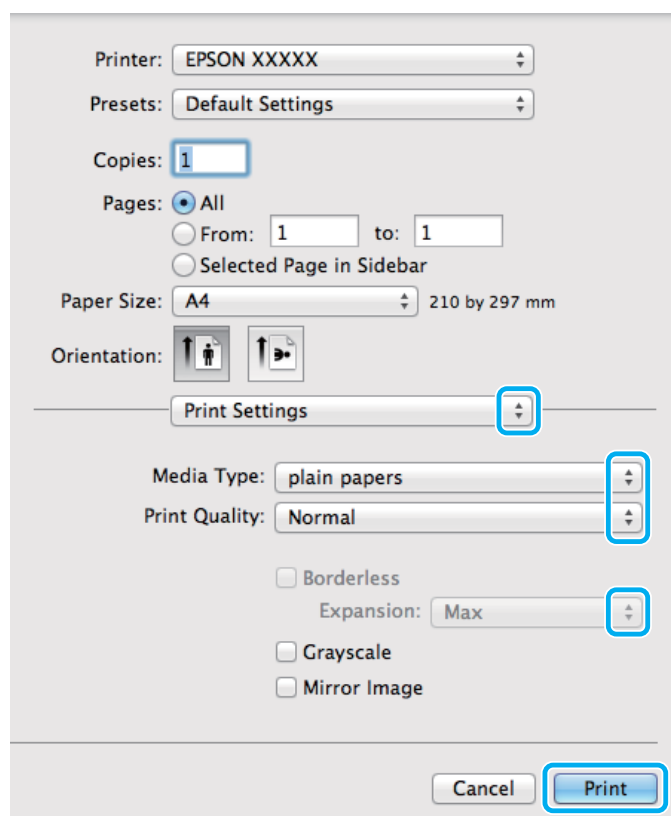 Printer: EPSON XXXXX
Presets: Default Settings
Copies: 1
Pages: All
From: 1 to: 1
Selected Page in Sidebar
Paper Size: A4 210 by 297 mm
Orientation:
Print Settings
Media Type: plain papers
Print Quality: Normal
Borderless
Expansion: Max
Grayscale
Mirror Image
Cancel Print